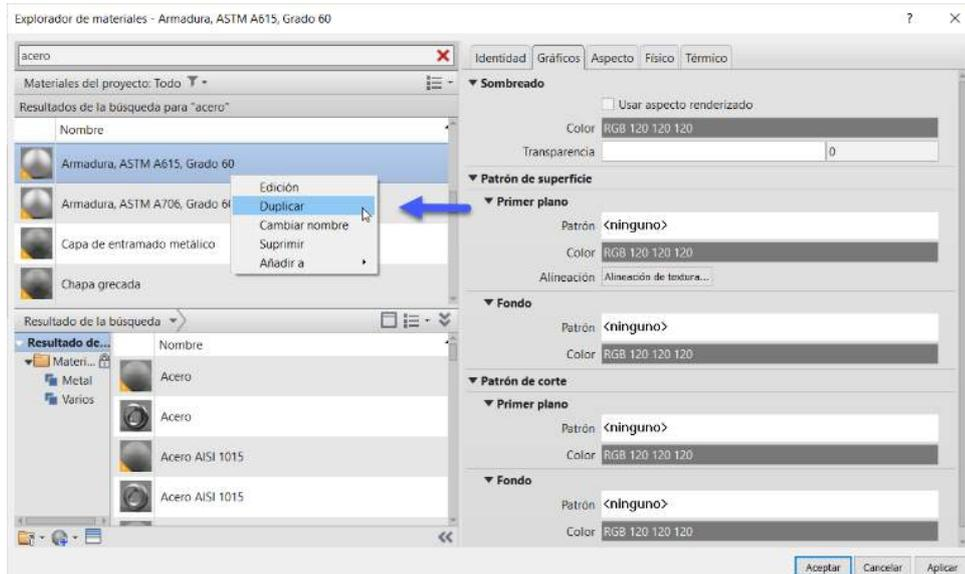 Explorador de materiales - Armadura, ASTM A615, Grado 60
acero
Materiales del proyecto: Todo
Resultados de la búsqueda para "acero"
Nombre
Armadura, ASTM A615, Grado 60
Armadura, ASTM A706, Grado 60
Capa de entramado metálico
Chapa grecada
Edición
Duplicar
Cambiar nombre
Suprimir
Añadir a
Resultado de la búsqueda
Resultado de...
Materi...
Metal
Varios
Nombre
Acero
Acero
Acero AISI 1015
Acero AISI 1015
Identidad Gráficos Aspecto Físico Térmico
Sombreado
Usar aspecto renderizado
Color RGB 120 120 120
Transparencia 0
Patrón de superficie
Primer plano
Patrón <ninguno>
Color RGB 120 120 120
Alineación Alineación de textura...
Fondo
Patrón <ninguno>
Color RGB 120 120 120
Patrón de corte
Primer plano
Patrón <ninguno>
Color RGB 120 120 120
Fondo
Patrón <ninguno>
Color RGB 120 120 120
Aceptar Cancelar Aplicar